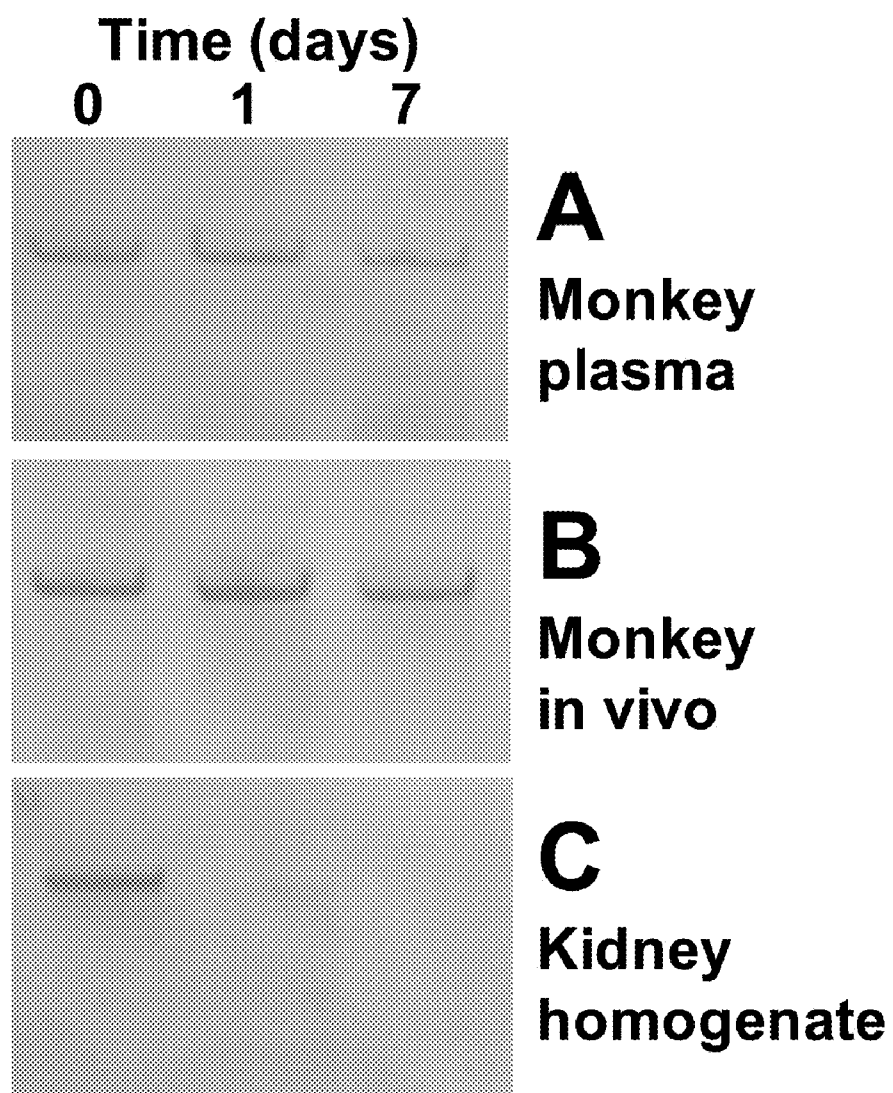 Time (days)
0 1 7
A
Monkey
plasma
B
Monkey
in vivo
C
Kidney
homogenate